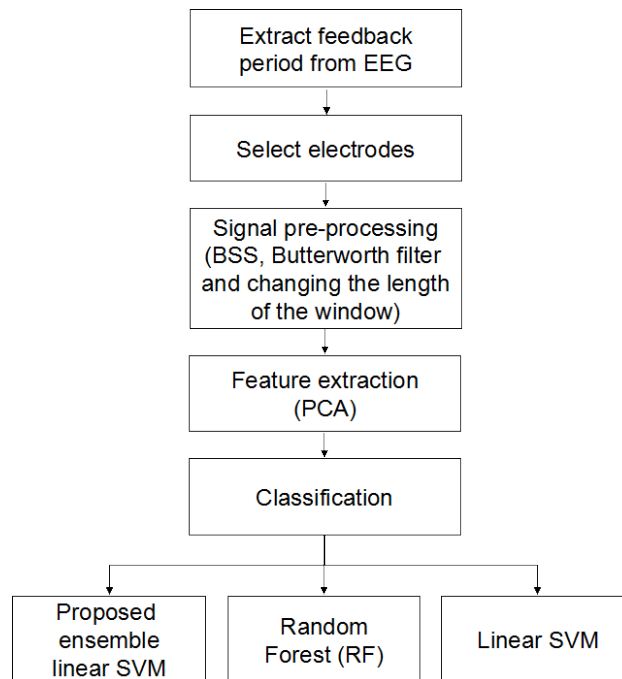 Extract feedback
period from EEG
Select electrodes
Signal pre-processing
(BSS, Butterworth filter
and changing the length
of the window)
Feature extraction
(PCA)
Classification
Proposed
ensemble
linear SVM
Random
Forest (RF)
Linear SVM